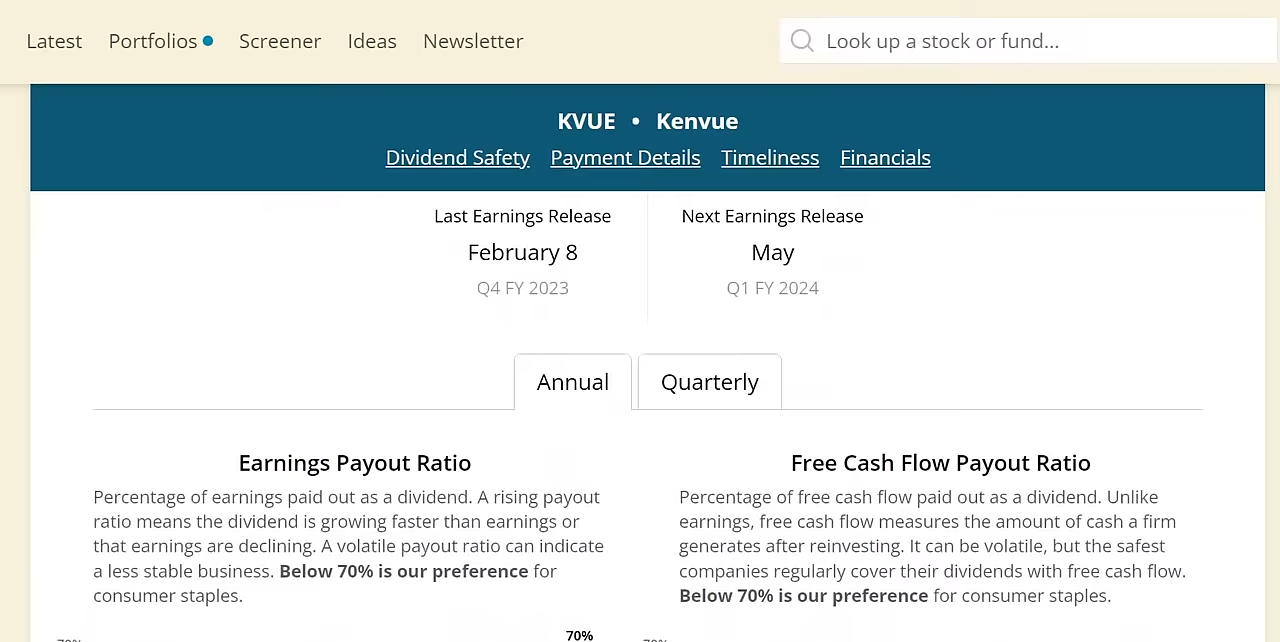 Latest Portfolios Screener Ideas Newsletter Look up a stock or fund...
KVUE • Kenvue
Dividend Safety Payment Details Timeliness Financials
Last Earnings Release Next Earnings Release
February 8 May
Q4 FY 2023 Q1 FY 2024
Annual Quarterly
Earnings Payout Ratio
Percentage of earnings paid out as a dividend. A rising payout
ratio means the dividend is growing faster than earnings or
that earnings are declining. A volatile payout ratio can indicate
a less stable business. Below 70% is our preference for
consumer staples.
Free Cash Flow Payout Ratio
Percentage of free cash flow paid out as a dividend. Unlike
earnings, free cash flow measures the amount of cash a firm
generates after reinvesting. It can be volatile, but the safest
companies regularly cover their dividends with free cash flow.
Below 70% is our preference for consumer staples.
70% 70% 70%